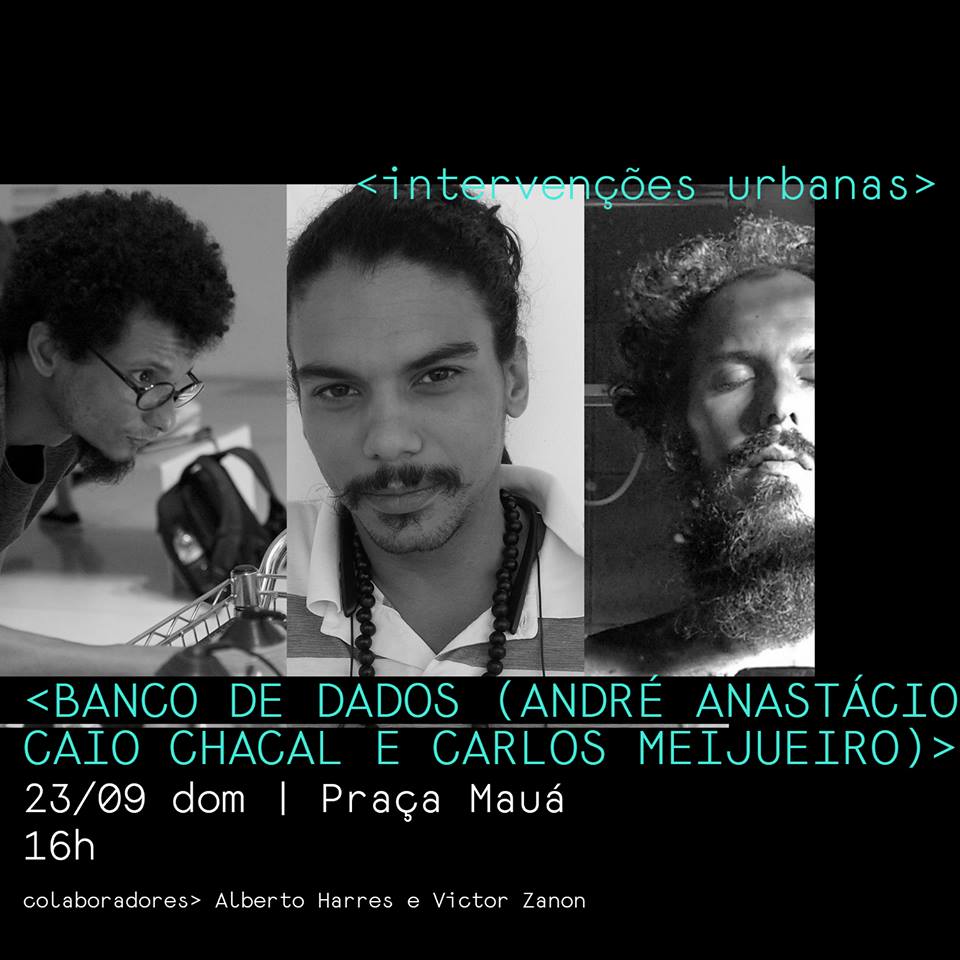 <intervenções urbanas>
<BANCO DE DADOS (ANDRÉ ANASTÁCIO
CAIO CHACAL E CARLOS MEIJUEIRO)>
23/09 dom | Praça Mauá
16h
colaboradores> Alberto Harres e Victor Zanon